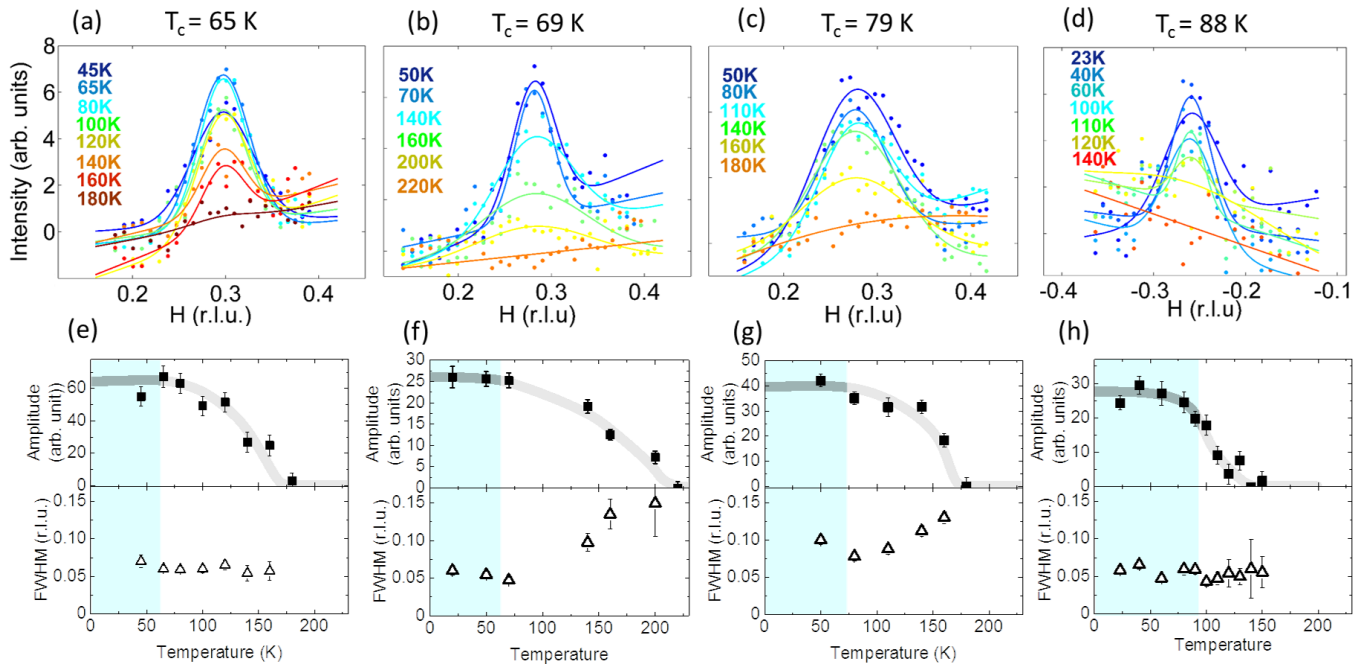 (a) T_c = 65 K
(b) T_c = 69 K
(c) T_c = 79 K
(d) T_c = 88 K
Intensity (arb. units)
8
6
4
2
0
45K
65K
80K
100K
120K
140K
160K
180K
0.2 0.3 0.4
H (r.l.u.)
50K
70K
140K
160K
200K
220K
0.2 0.3 0.4
H (r.l.u)
50K
80K
110K
140K
160K
180K
0.2 0.3 0.4
H (r.l.u)
23K
40K
60K
100K
110K
120K
140K
-0.4 -0.3 -0.2 -0.1
H (r.l.u)
(e)
Amplitude
(arb. unit))
60
40
20
0
FWHM (r.l.u.)
0.15
0.10
0.05
0.00
0 50 100 150 200
Temperature (K)
(f)
Amplitude
(arb. units)
30
25
20
15
10
5
0
FWHM (r.l.u.)
0.15
0.10
0.05
0.00
0 50 100 150 200
Temperature
(g)
Amplitude
(arb. units)
50
40
30
20
10
0
FWHM (r.l.u.)
0.15
0.10
0.05
0.00
0 50 100 150 200
Temperature (K)
(h)
Amplitude
(arb. units)
30
20
10
0
FWHM (r.l.u.)
0.15
0.10
0.05
0.00
0 50 100 150 200
Temperature